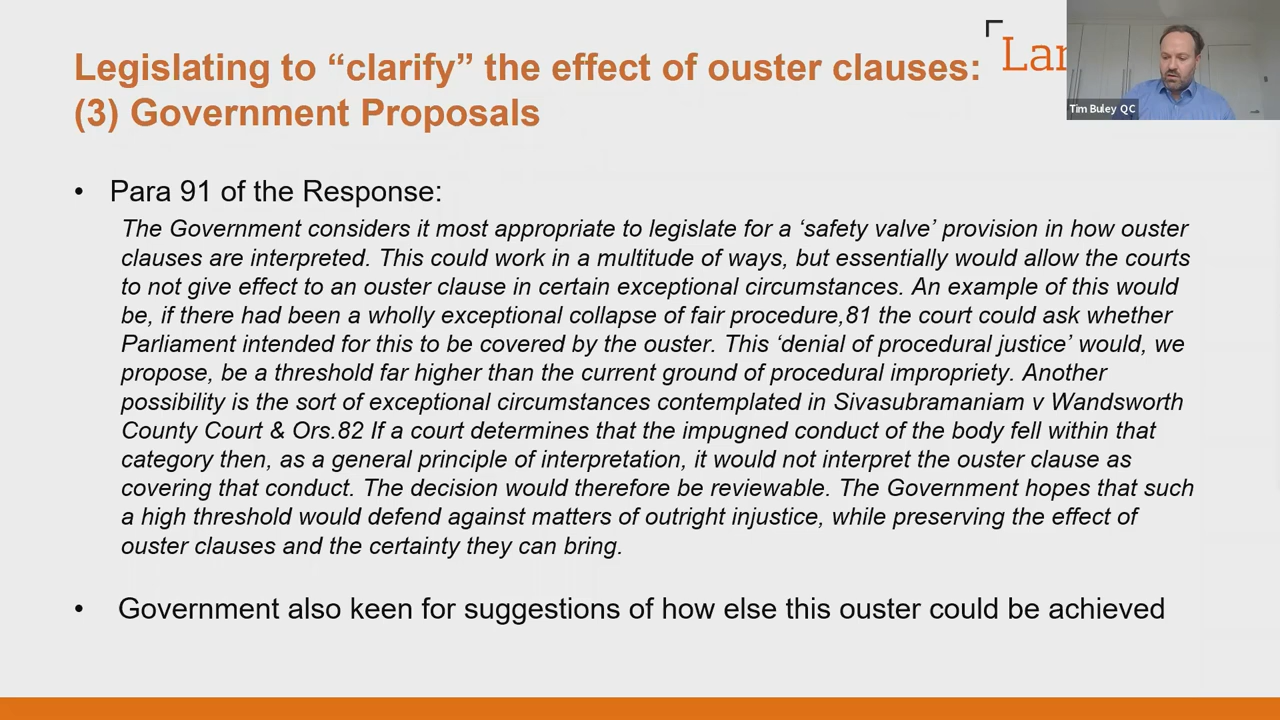 Legislating to “clarify” the effect of ouster clauses:
(3) Government Proposals
Lan
Tim Buley QC
• Para 91 of the Response:
The Government considers it most appropriate to legislate for a ‘safety valve’ provision in how ouster
clauses are interpreted. This could work in a multitude of ways, but essentially would allow the courts
to not give effect to an ouster clause in certain exceptional circumstances. An example of this would
be, if there had been a wholly exceptional collapse of fair procedure,81 the court could ask whether
Parliament intended for this to be covered by the ouster. This ‘denial of procedural justice’ would, we
propose, be a threshold far higher than the current ground of procedural impropriety. Another
possibility is the sort of exceptional circumstances contemplated in Sivasubramaniam v Wandsworth
County Court & Ors.82 If a court determines that the impugned conduct of the body fell within that
category then, as a general principle of interpretation, it would not interpret the ouster clause as
covering that conduct. The decision would therefore be reviewable. The Government hopes that such
a high threshold would defend against matters of outright injustice, while preserving the effect of
ouster clauses and the certainty they can bring.
• Government also keen for suggestions of how else this ouster could be achieved